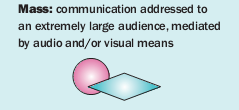 Mass: communication addressed to
an extremely large audience, mediated
by audio and/or visual means